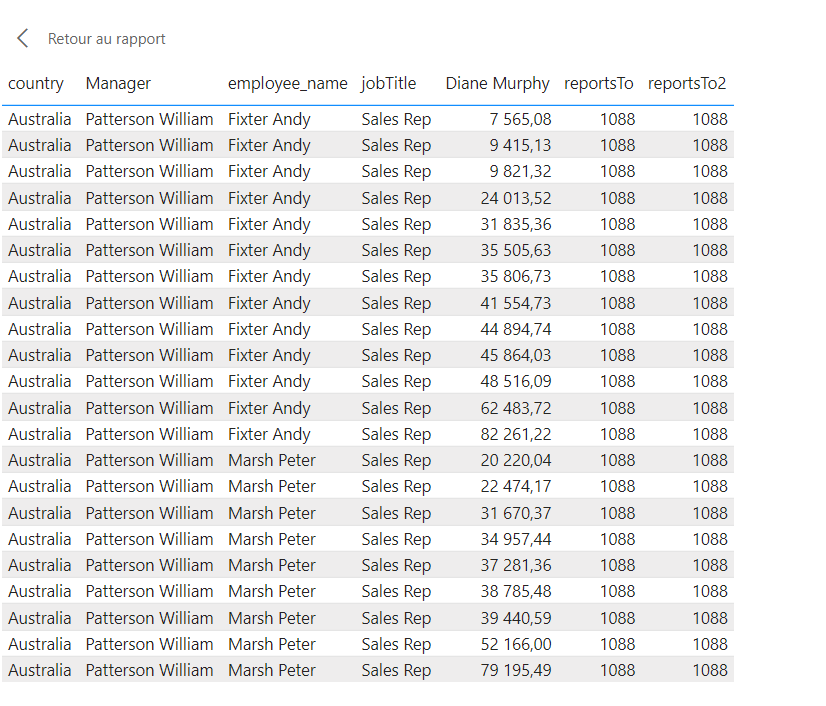 Retour au rapport
country Manager employee_name jobTitle Diane Murphy reportsTo reportsTo2
Australia Patterson William Fixter Andy Sales Rep 7 565,08 1088 1088
Australia Patterson William Fixter Andy Sales Rep 9 415,13 1088 1088
Australia Patterson William Fixter Andy Sales Rep 9 821,32 1088 1088
Australia Patterson William Fixter Andy Sales Rep 24 013,52 1088 1088
Australia Patterson William Fixter Andy Sales Rep 31 835,36 1088 1088
Australia Patterson William Fixter Andy Sales Rep 35 505,63 1088 1088
Australia Patterson William Fixter Andy Sales Rep 35 806,73 1088 1088
Australia Patterson William Fixter Andy Sales Rep 41 554,73 1088 1088
Australia Patterson William Fixter Andy Sales Rep 44 894,74 1088 1088
Australia Patterson William Fixter Andy Sales Rep 45 864,03 1088 1088
Australia Patterson William Fixter Andy Sales Rep 48 516,09 1088 1088
Australia Patterson William Fixter Andy Sales Rep 62 483,72 1088 1088
Australia Patterson William Fixter Andy Sales Rep 82 261,22 1088 1088
Australia Patterson William Marsh Peter Sales Rep 20 220,04 1088 1088
Australia Patterson William Marsh Peter Sales Rep 22 474,17 1088 1088
Australia Patterson William Marsh Peter Sales Rep 31 670,37 1088 1088
Australia Patterson William Marsh Peter Sales Rep 34 957,44 1088 1088
Australia Patterson William Marsh Peter Sales Rep 37 281,36 1088 1088
Australia Patterson William Marsh Peter Sales Rep 38 785,48 1088 1088
Australia Patterson William Marsh Peter Sales Rep 39 440,59 1088 1088
Australia Patterson William Marsh Peter Sales Rep 52 166,00 1088 1088
Australia Patterson William Marsh Peter Sales Rep 79 195,49 1088 1088